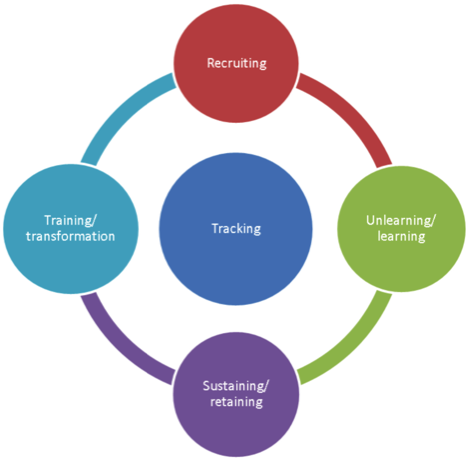 Recruiting
Training/
transformation
Tracking
Unlearning/
learning
Sustaining/
retaining